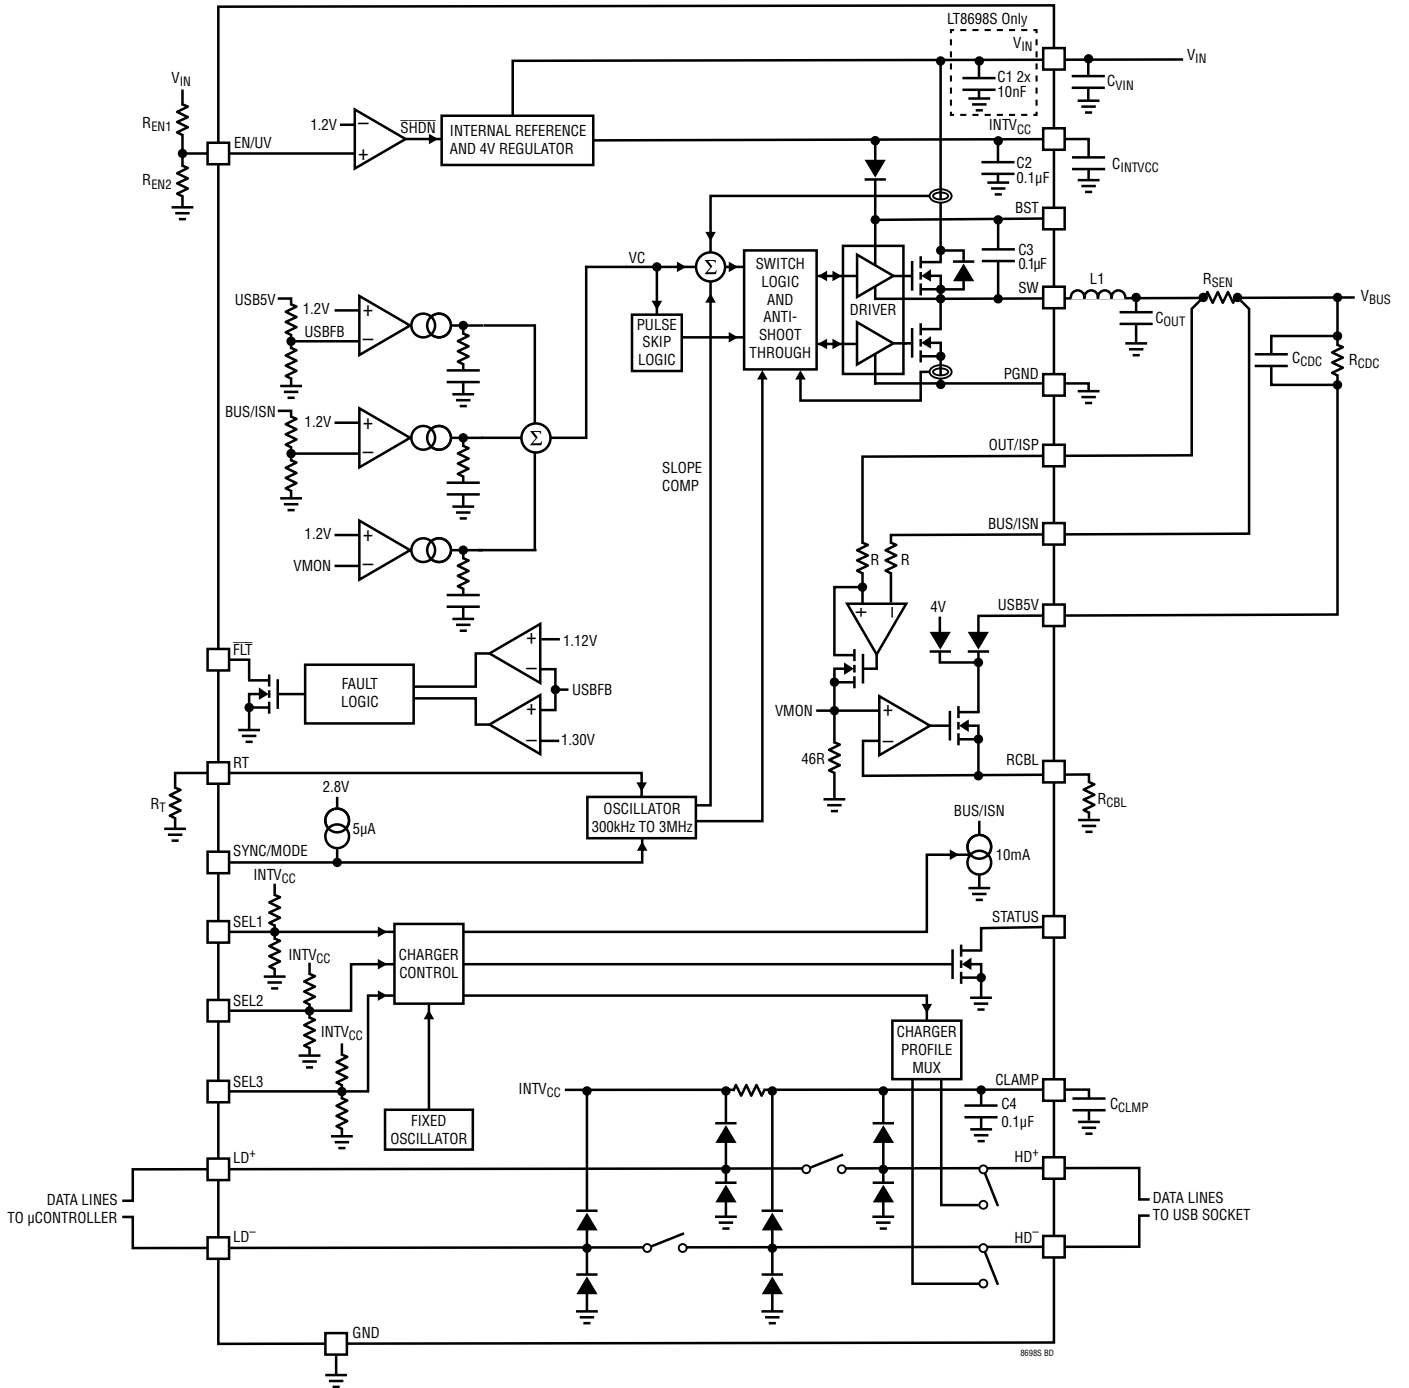 LT8698S Only
VIN
VIN
VIN
C1 2x
10nF
CVIN
REN1
1.2V
SHDN
INTERNAL REFERENCE
AND 4V REGULATOR
INTVCC
EN/UV
REN2
C2
0.1µF
CINTVCC
BST
VC
Σ
SWITCH
LOGIC
AND
ANTI-
SHOOT
THROUGH
C3
0.1µF
L1
RSEN
USB5V
1.2V
USBFB
DRIVER
SW
VBUS
COUT
PULSE
SKIP
LOGIC
CCDC
RCDC
PGND
BUS/ISN
1.2V
Σ
OUT/ISP
SLOPE
COMP
1.2V
VMON
BUS/ISN
R
R
4V
USB5V
FLT
1.12V
FAULT
LOGIC
USBFB
VMON
1.30V
46R
RCBL
RT
2.8V
RT
5µA
OSCILLATOR
300kHz TO 3MHz
RCBL
BUS/ISN
10mA
SYNC/MODE
INTVCC
SEL1
STATUS
CHARGER
CONTROL
INTVCC
SEL2
INTVCC
CHARGER
PROFILE
MUX
SEL3
INTVCC
CLAMP
C4
0.1µF
CCLMP
FIXED
OSCILLATOR
LD+
HD+
DATA LINES
TO µCONTROLLER
DATA LINES
TO USB SOCKET
LD–
HD–
GND
8698S BD